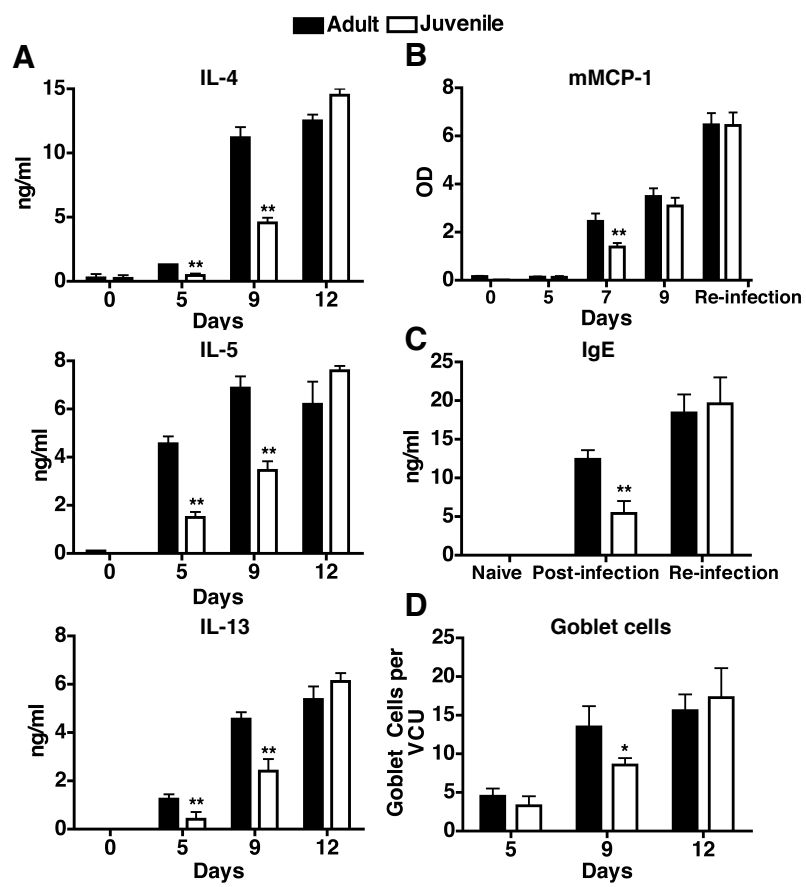 Adult Juvenile
A
IL-4
15
10
5
0
ng/ml
**
**
0 5 9 12
Days
IL-5
8
6
4
2
0
ng/ml
**
**
0 5 9 12
Days
IL-13
8
6
4
2
0
ng/ml
**
**
0 5 9 12
Days
B
mMCP-1
8
6
4
2
0
OD
**
0 5 7 9 Re-infection
Days
C
IgE
25
20
15
10
5
0
ng/ml
**
Naive Post-infection Re-infection
D
Goblet cells
25
20
15
10
5
0
Goblet Cells per
VCU
*
5 9 12
Days